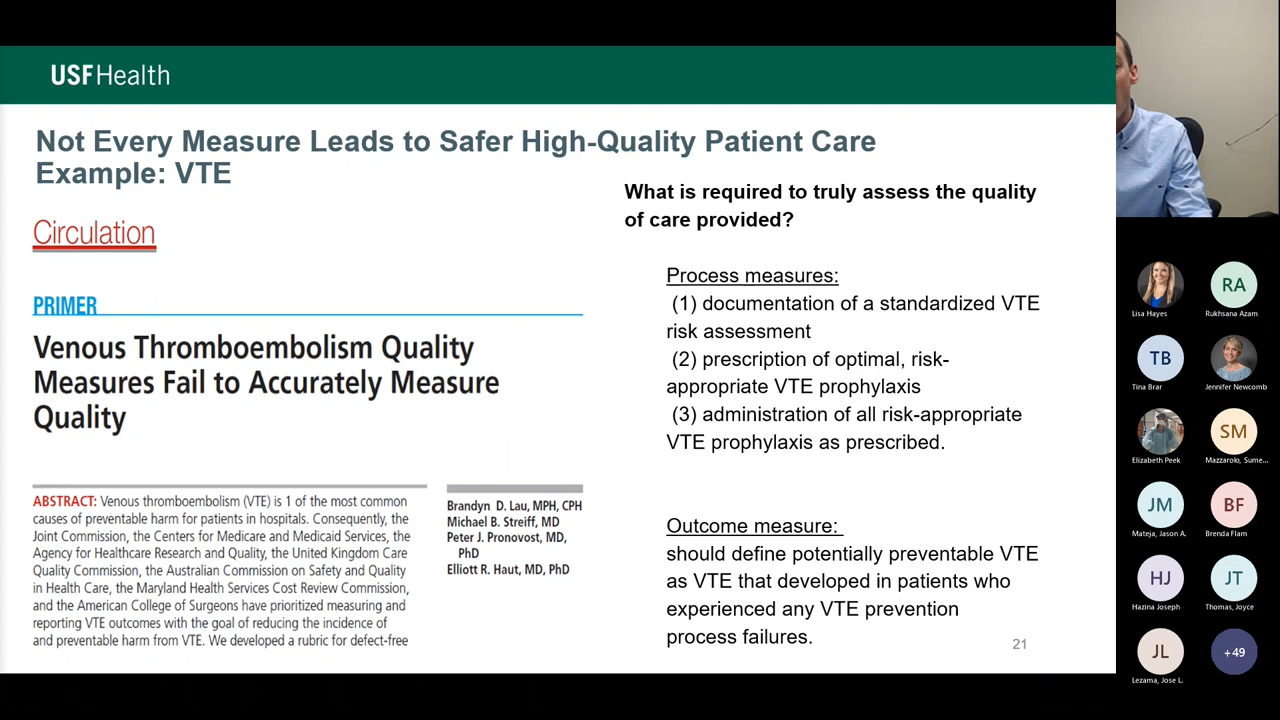 USF Health
Not Every Measure Leads to Safer High-Quality Patient Care
Example: VTE
Circulation
PRIMER
Venous Thromboembolism Quality
Measures Fail to Accurately Measure
Quality
ABSTRACT: Venous thromboembolism (VTE) is 1 of the most common
causes of preventable harm for patients in hospitals. Consequently, the
Joint Commission, the Centers for Medicare and Medicaid Services, the
Agency for Healthcare Research and Quality, the United Kingdom Care
Quality Commission, the Australian Commission on Safety and Quality
in Health Care, the Maryland Health Services Cost Review Commission,
and the American College of Surgeons have prioritized measuring and
reporting VTE outcomes with the goal of reducing the incidence of
and preventable harm from VTE. We developed a rubric for defect-free
Brandyn D. Lau, MPH, CPH
Michael B. Streiff, MD
Peter J. Pronovost, MD,
PhD
Elliott R. Haut, MD, PhD
What is required to truly assess the quality
of care provided?
Process measures:
(1) documentation of a standardized VTE
risk assessment
(2) prescription of optimal, risk-
appropriate VTE prophylaxis
(3) administration of all risk-appropriate
VTE prophylaxis as prescribed.
Outcome measure:
should define potentially preventable VTE
as VTE that developed in patients who
experienced any VTE prevention
process failures.
21
Lisa Hayes
RA
Rukhsana Azam
TB
Tina Brar
Jennifer Newcomb
Elizabeth Peek
SM
Mazzarolo, Sume...
JM
Mateja, Jason A.
BF
Brenda Flam
HJ
Hazina Joseph
JT
Thomas, Joyce
JL
Lezama, Jose L.
+49